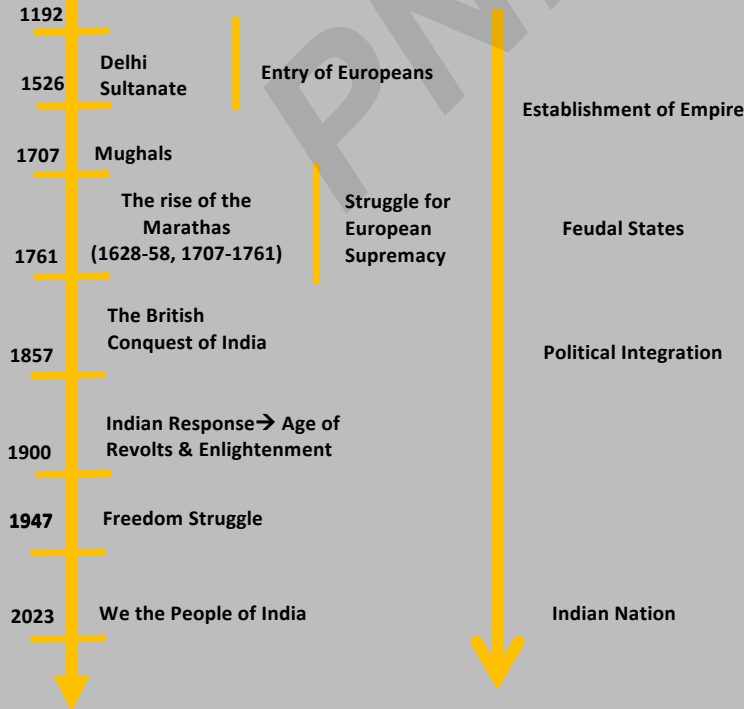 1192
Delhi
Sultanate
Entry of Europeans
1526
Establishment of Empire
1707
Mughals
The rise of the
Marathas
(1628-58, 1707-1761)
Struggle for
European
Supremacy
Feudal States
1761
The British
Conquest of India
Political Integration
1857
Indian Response→ Age of
Revolts & Enlightenment
1900
1947
Freedom Struggle
2023
We the People of India
Indian Nation